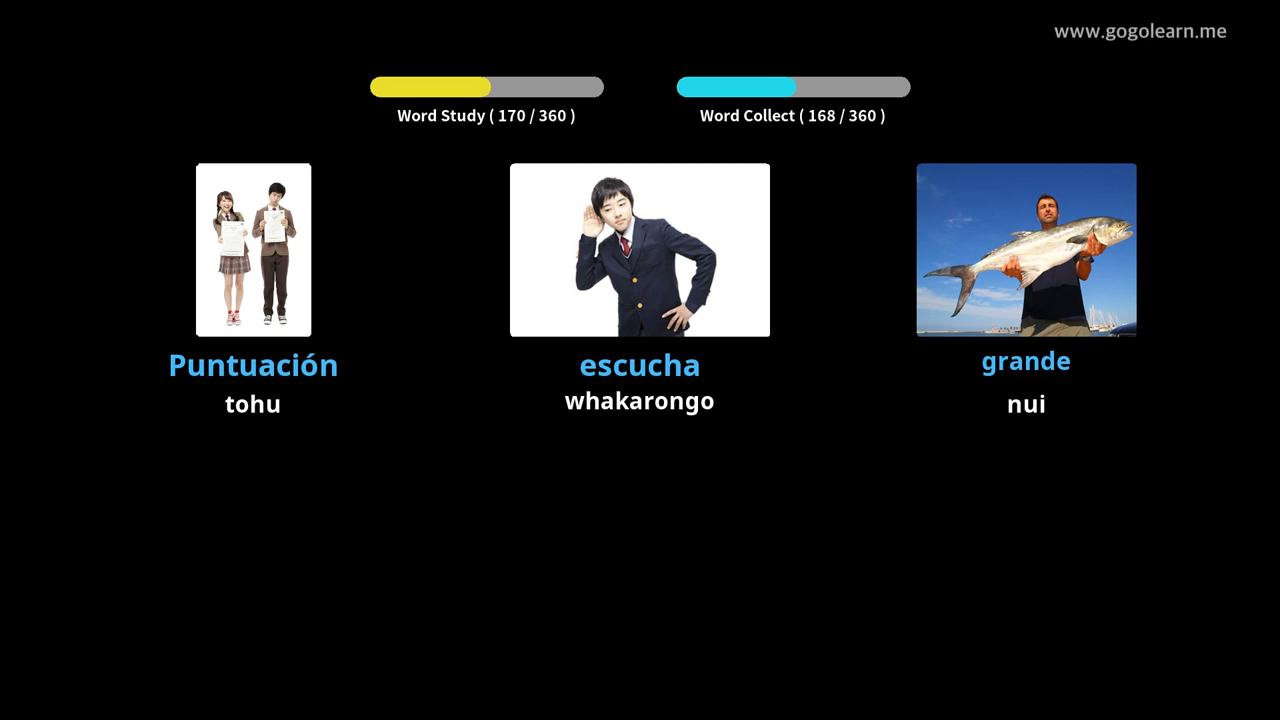 www.gogolearn.me
Word Study ( 170 / 360 )
Word Collect ( 168 / 360 )
Puntuación
tohu
escucha
whakarongo
grande
nui